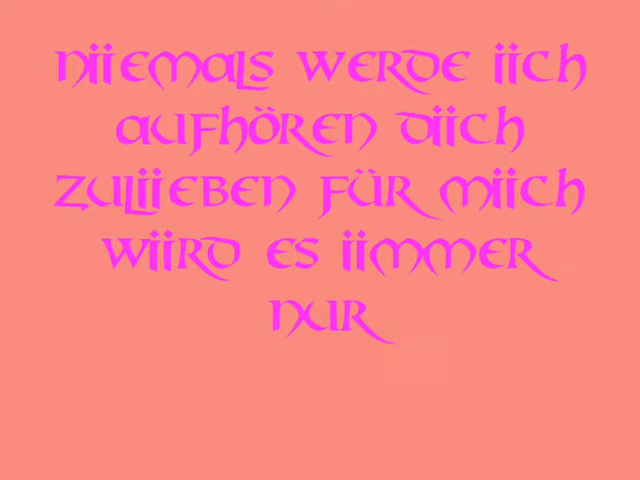 niiemals werde iich
aufhören diich
zuliieben für miich
wiird es iimmer
nur